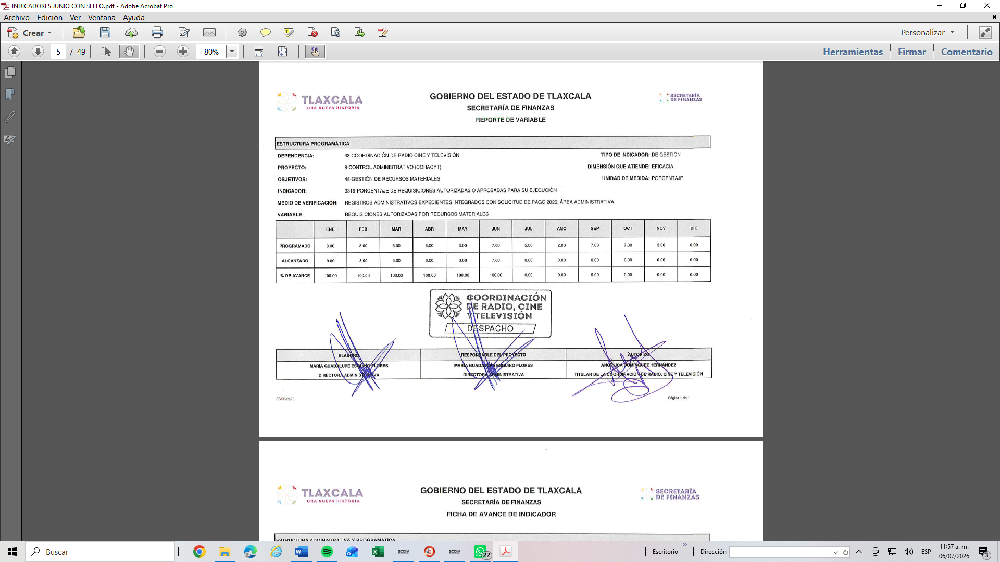 INDICADORES JUNIO CON SELLO.pdf - Adobe Acrobat Pro
Archivo Edición Ver Ventana Ayuda
Crear
Personalizar
5 / 49
80%
Herramientas Firmar Comentario
TLAXCALA
UNA NUEVA HISTORIA
GOBIERNO DEL ESTADO DE TLAXCALA
SECRETARÍA DE FINANZAS
REPORTE DE VARIABLE
SECRETARÍA
DE FINANZAS
ESTRUCTURA PROGRAMÁTICA
DEPENDENCIA: 33-COORDINACIÓN DE RADIO CINE Y TELEVISIÓN TIPO DE INDICADOR: DE GESTIÓN
PROYECTO: 8-CONTROL ADMINISTRATIVO (CORACYT) DIMENSIÓN QUE ATIENDE: EFICACIA
OBJETIVOS: 48-GESTIÓN DE RECURSOS MATERIALES UNIDAD DE MEDIDA: PORCENTAJE
INDICADOR: 3319-PORCENTAJE DE REQUISICIONES AUTORIZADAS O APROBADAS PARA SU EJECUCIÓN
MEDIO DE VERIFICACIÓN: REGISTROS ADMINISTRATIVOS EXPEDIENTES INTEGRADOS CON SOLICITUD DE PAGO 2026, ÁREA ADMINISTRATIVA
VARIABLE: REQUISICIONES AUTORIZADAS POR RECURSOS MATERIALES
ENE FEB MAR ABR MAY JUN JUL AGO SEP OCT NOV DIC
PROGRAMADO 9.00 8.00 5.00 6.00 3.00 7.00 5.00 2.00 7.00 7.00 3.00 0.00
ALCANZADO 9.00 8.00 5.00 6.00 3.00 7.00 0.00 0.00 0.00 0.00 0.00 0.00
% DE AVANCE 100.00 100.00 100.00 100.00 100.00 100.00 0.00 0.00 0.00 0.00 0.00 0.00
COORDINACIÓN
DE RADIO, CINE
Y TELEVISIÓN
DESPACHO
ELABORO RESPONSABLE DEL PROYECTO AUTORIZO
MARÍA GUADALUPE ESQUINO FLORES MARÍA GUADALUPE ESQUINO FLORES ANGÉLICA DOMÍNGUEZ HERNÁNDEZ
DIRECTORA ADMINISTRATIVA DIRECTORA ADMINISTRATIVA TITULAR DE LA COORDINACIÓN DE RADIO, CINE Y TELEVISIÓN
30/06/2026 Página 1 de 1
TLAXCALA
UNA NUEVA HISTORIA
GOBIERNO DEL ESTADO DE TLAXCALA
SECRETARÍA DE FINANZAS
FICHA DE AVANCE DE INDICADOR
SECRETARÍA
DE FINANZAS
ESTRUCTURA ADMINISTRATIVA Y PROGRAMÁTICA
Buscar
SCGIV
SCGIV
22
Escritorio
Dirección
ESP
11:57 a. m.
06/07/2026
3